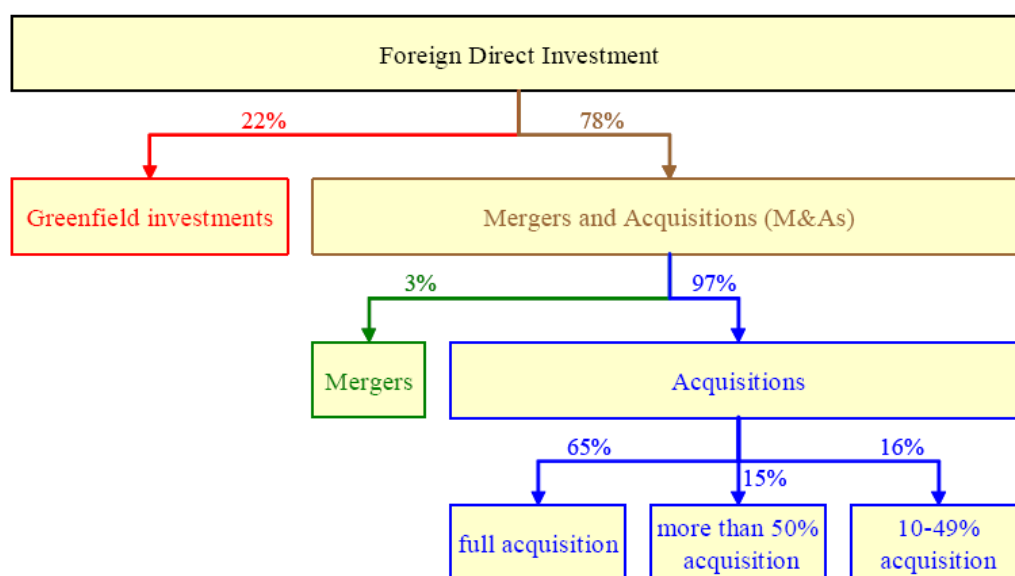 Foreign Direct Investment
22%
78%
Greenfield investments
Mergers and Acquisitions (M&As)
3%
97%
Mergers
Acquisitions
65%
15%
16%
full acquisition
more than 50%
acquisition
10-49%
acquisition